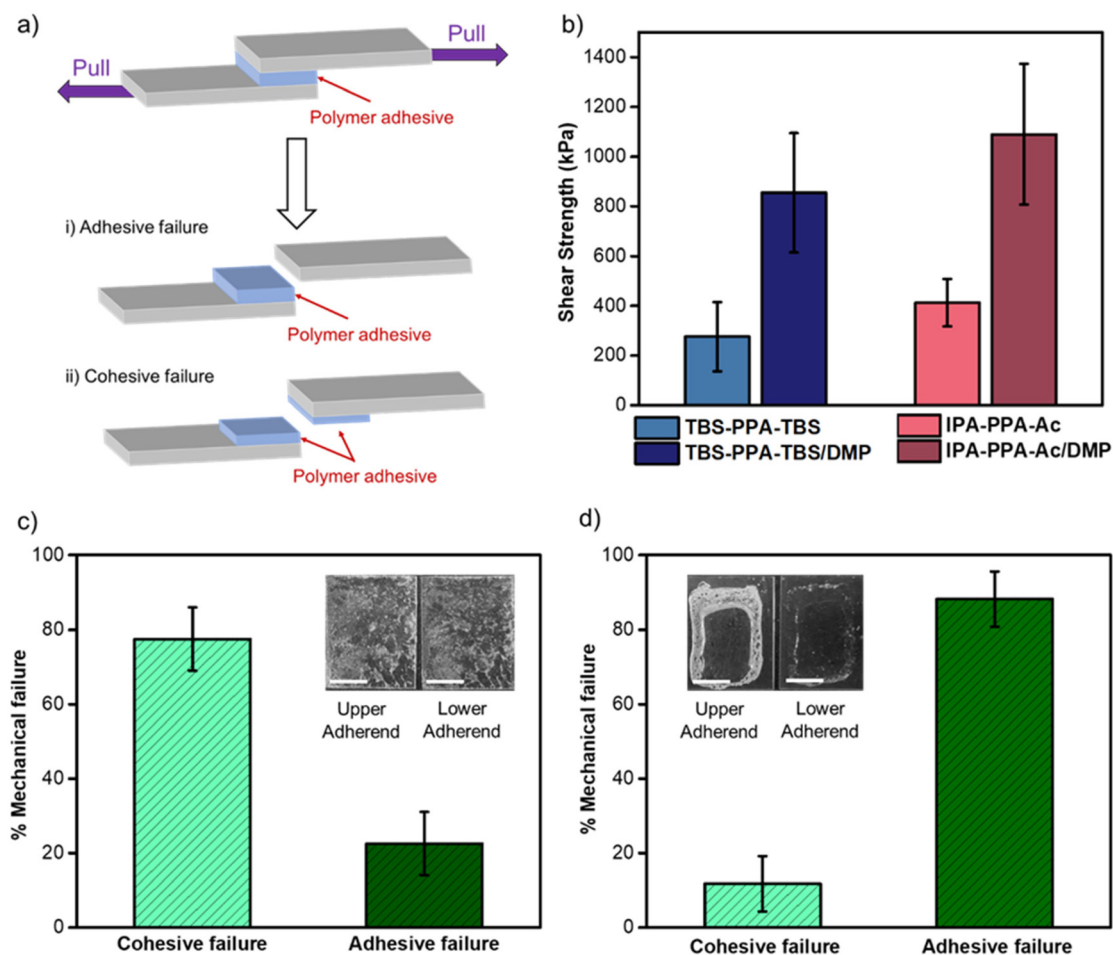 a)
Pull
Pull
Polymer adhesive
i) Adhesive failure
Polymer adhesive
ii) Cohesive failure
Polymer adhesive
b)
Shear Strength (kPa)
1400
1200
1000
800
600
400
200
0
TBS-PPA-TBS
TBS-PPA-TBS/DMP
IPA-PPA-Ac
IPA-PPA-Ac/DMP
c)
% Mechanical failure
100
80
60
40
20
0
Upper Adherend
Lower Adherend
Cohesive failure
Adhesive failure
d)
% Mechanical failure
100
80
60
40
20
0
Upper Adherend
Lower Adherend
Cohesive failure
Adhesive failure